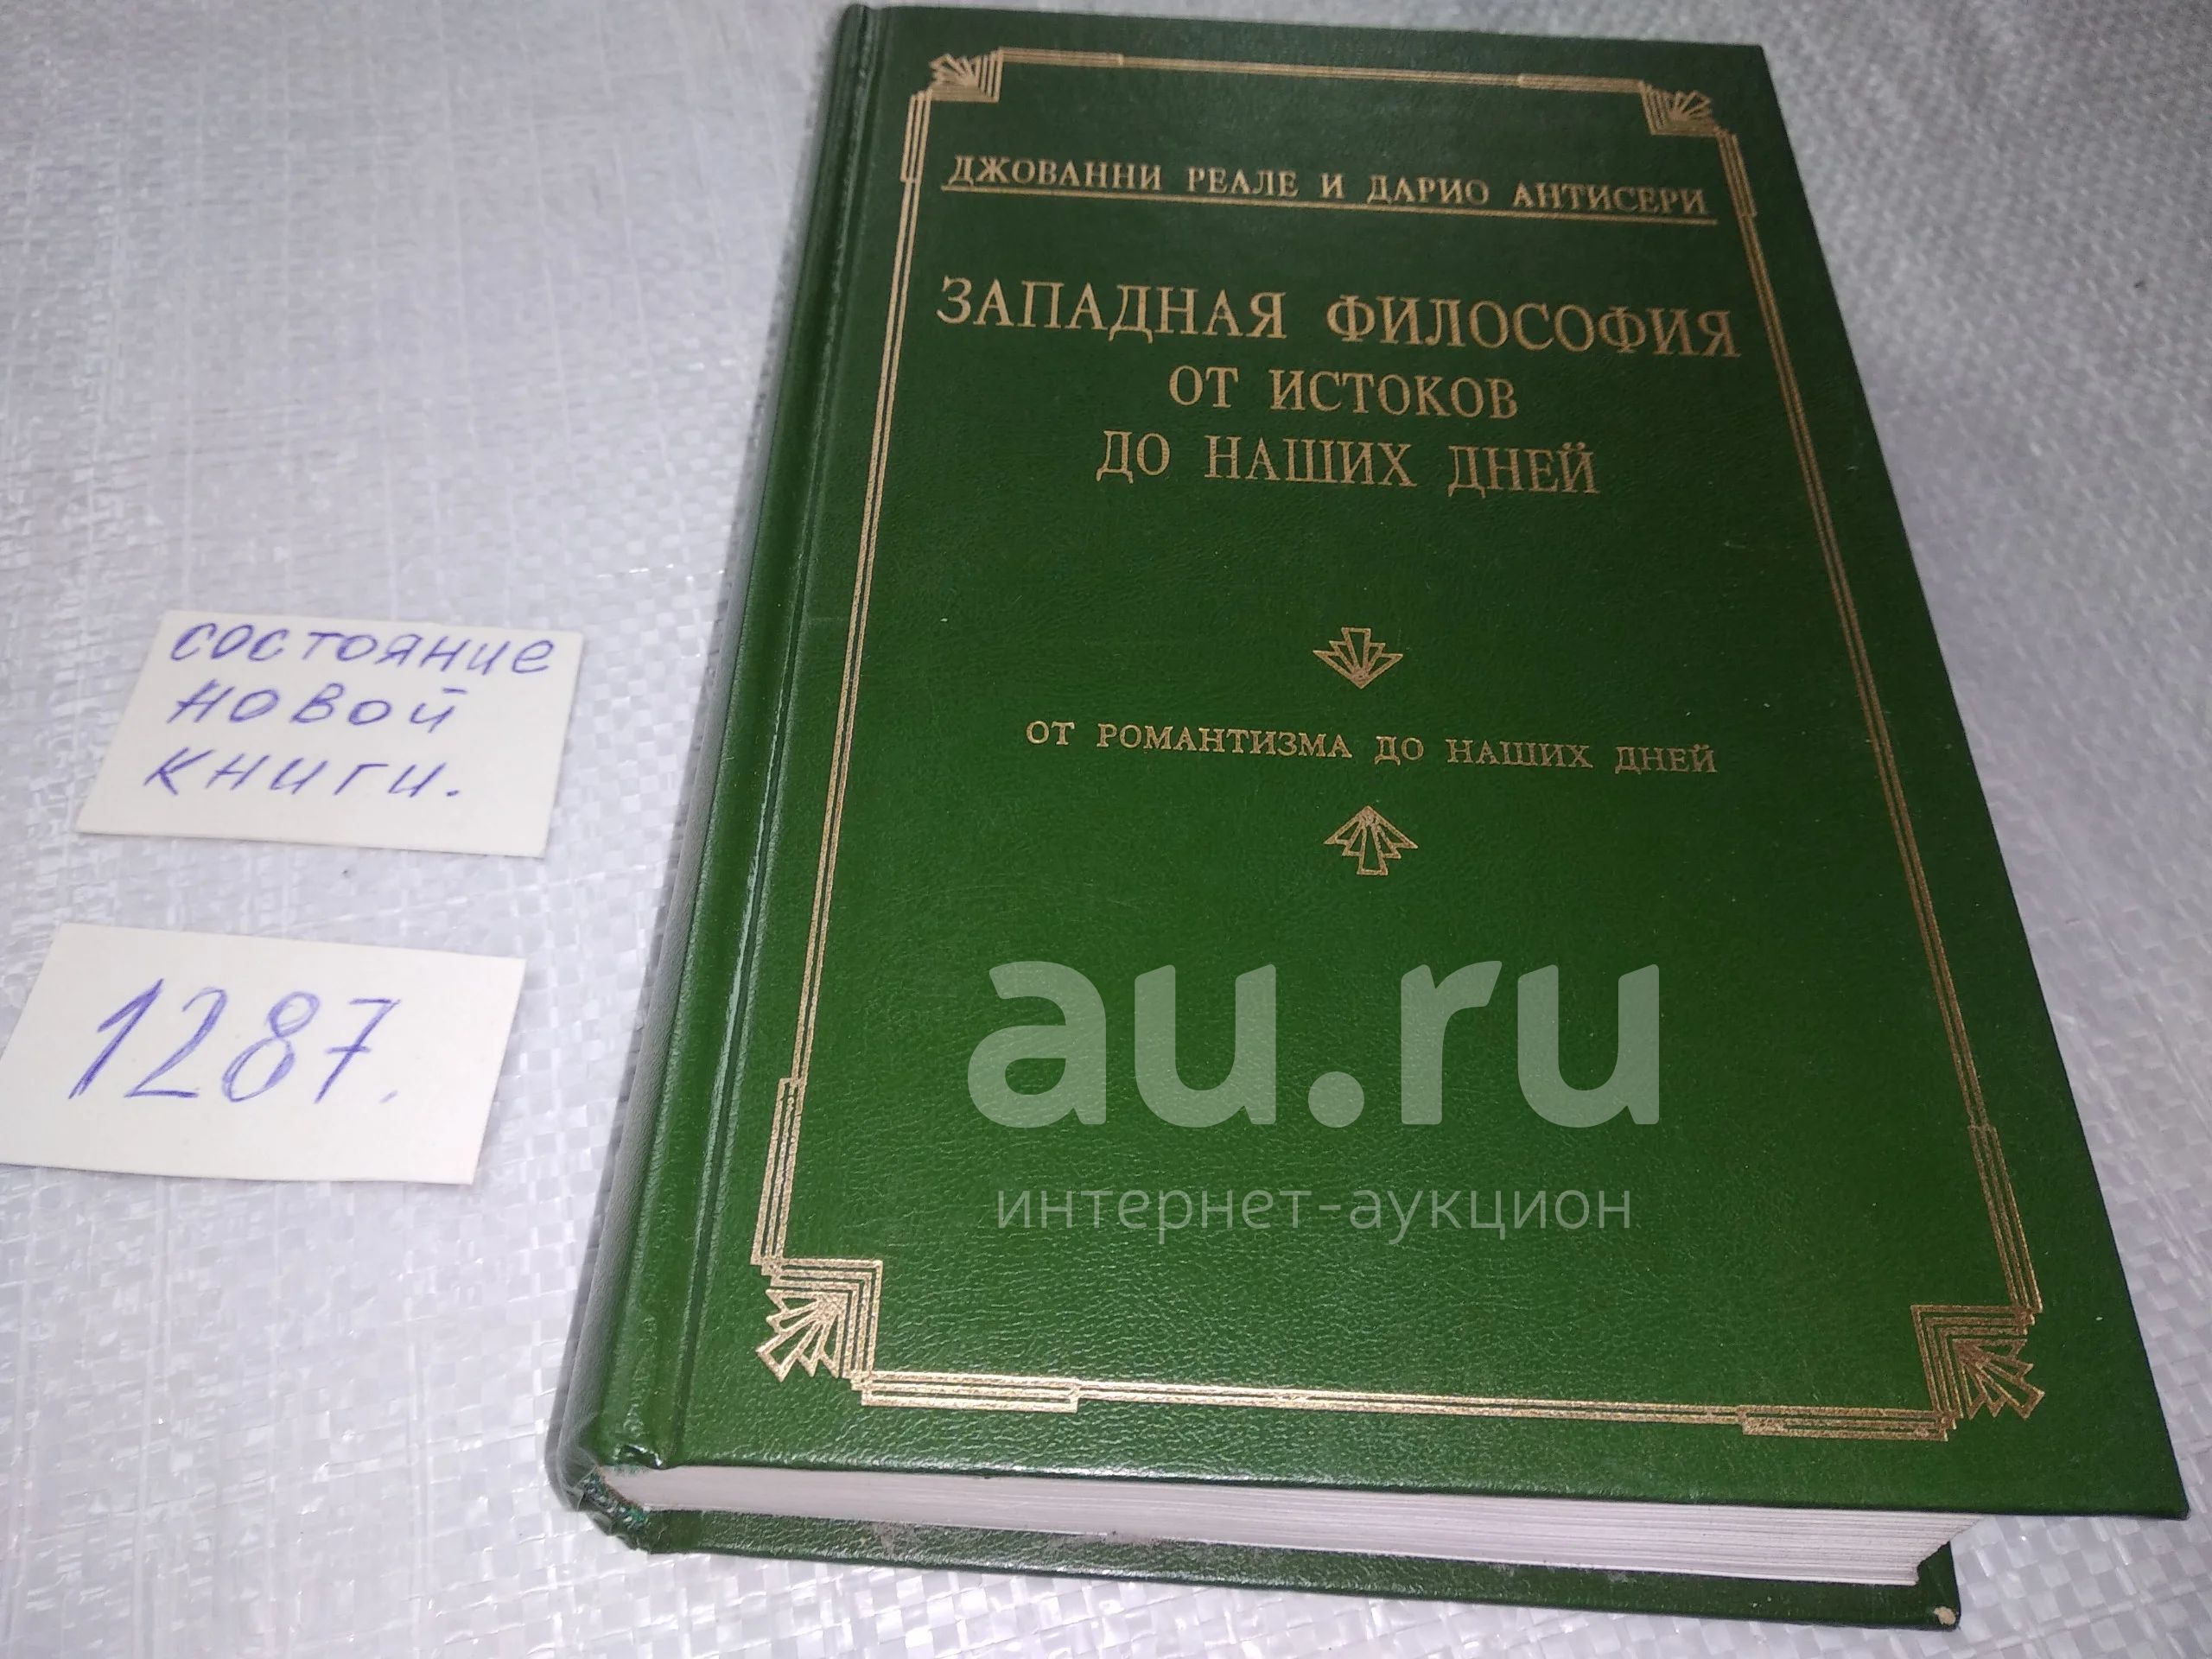 ДЖОВАННИ РЕАЛЕ И ДАРИО АНТИСЕРИ
ЗАПАДНАЯ ФИЛОСОФИЯ
ОТ ИСТОКОВ
ДО НАШИХ ДНЕЙ
ОТ РОМАНТИЗМА ДО НАШИХ ДНЕЙ
состояние
новой
книги.
1287.
au.ru
интернет-аукцион